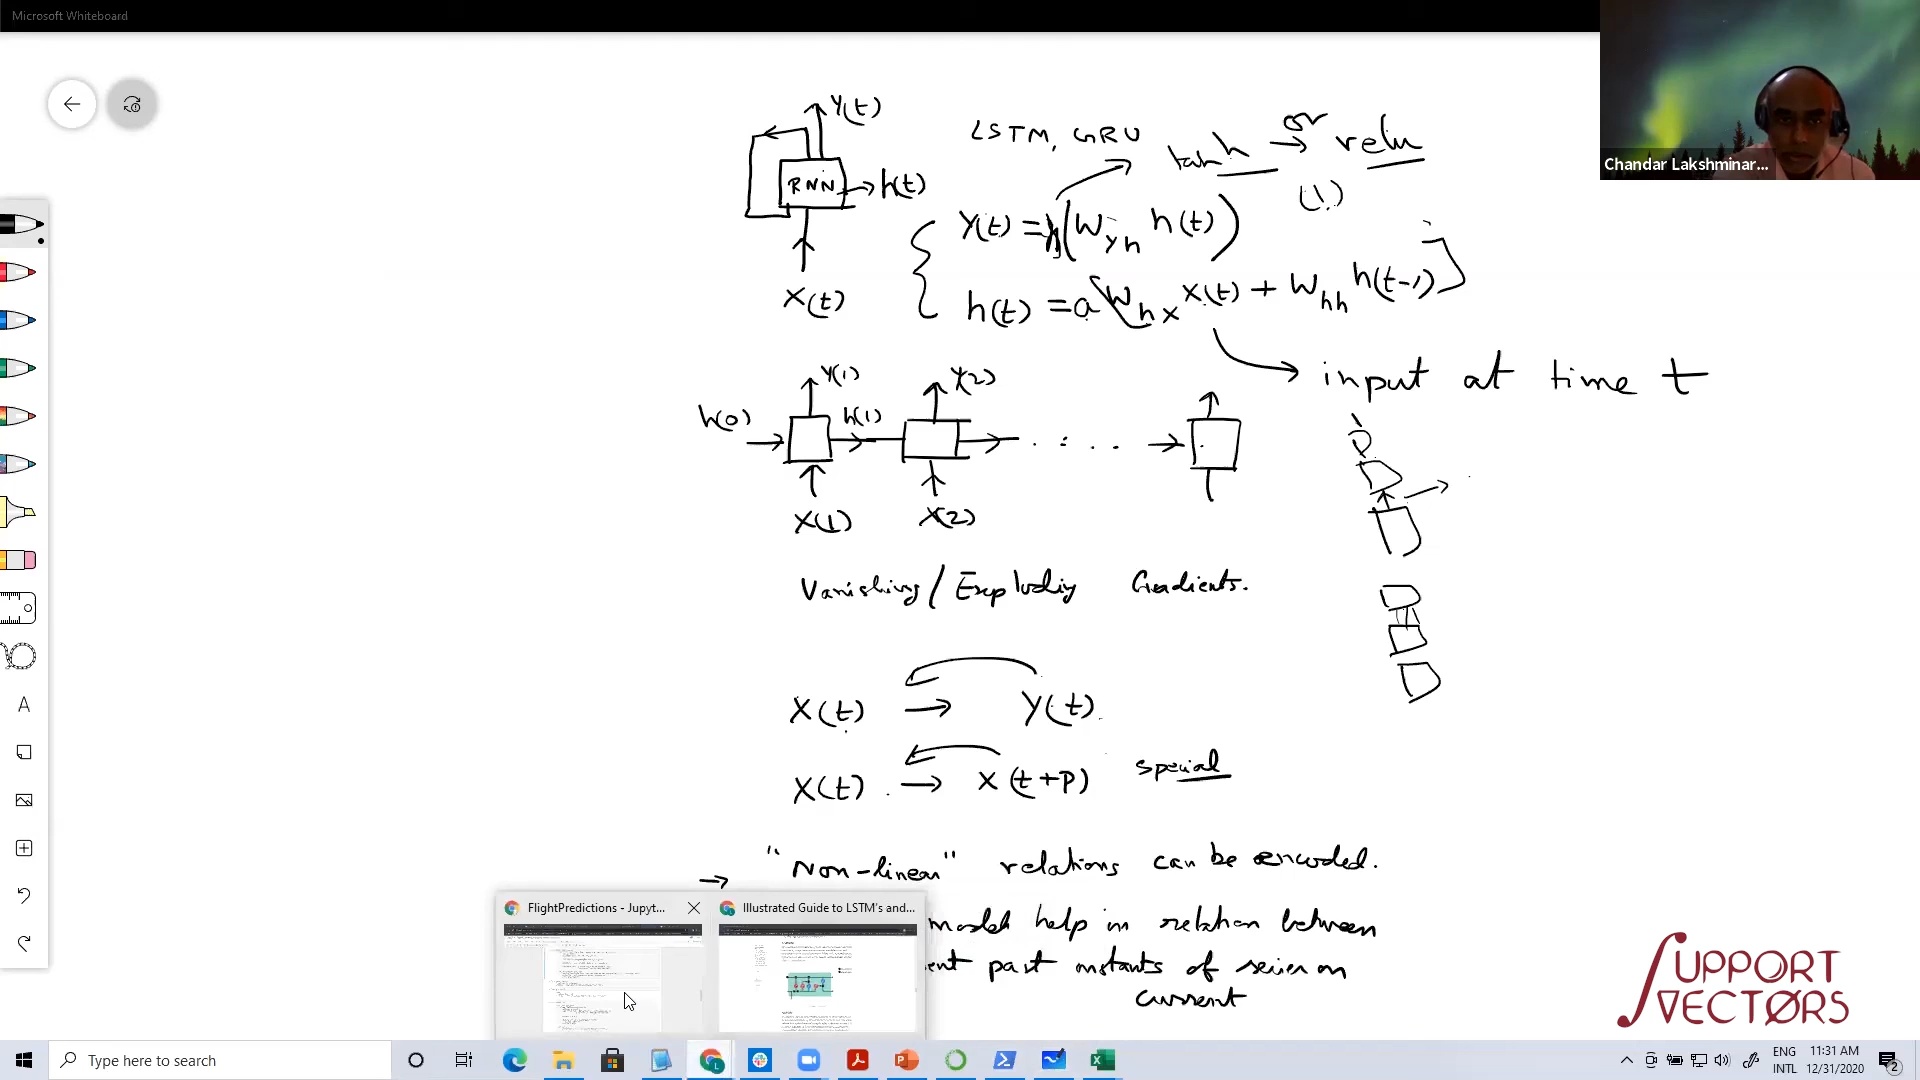 Microsoft Whiteboard
Chandar Lakshminar...
Y(t)
LSTM, GRU
tanh → or relu
RNN
h(t)
(1)
Y(t) = (W_yh h(t))
X(t)
h(t) = a W_hx X(t) + W_hh h(t-1)
input at time t
Y(1)
Y(2)
h(0)
h(1)
X(1)
X(2)
Vanishing/Exploding Gradients.
X(t) → Y(t)
X(t) → X(t+p) special
"Non-linear" relations can be encoded.
FlightPredictions - Jupyt...
Illustrated Guide to LSTM's and...
model help in relation between
past instants of series on
current
SUPPORT
VECTORS
Type here to search
ENG
INTL
11:31 AM
12/31/2020
2